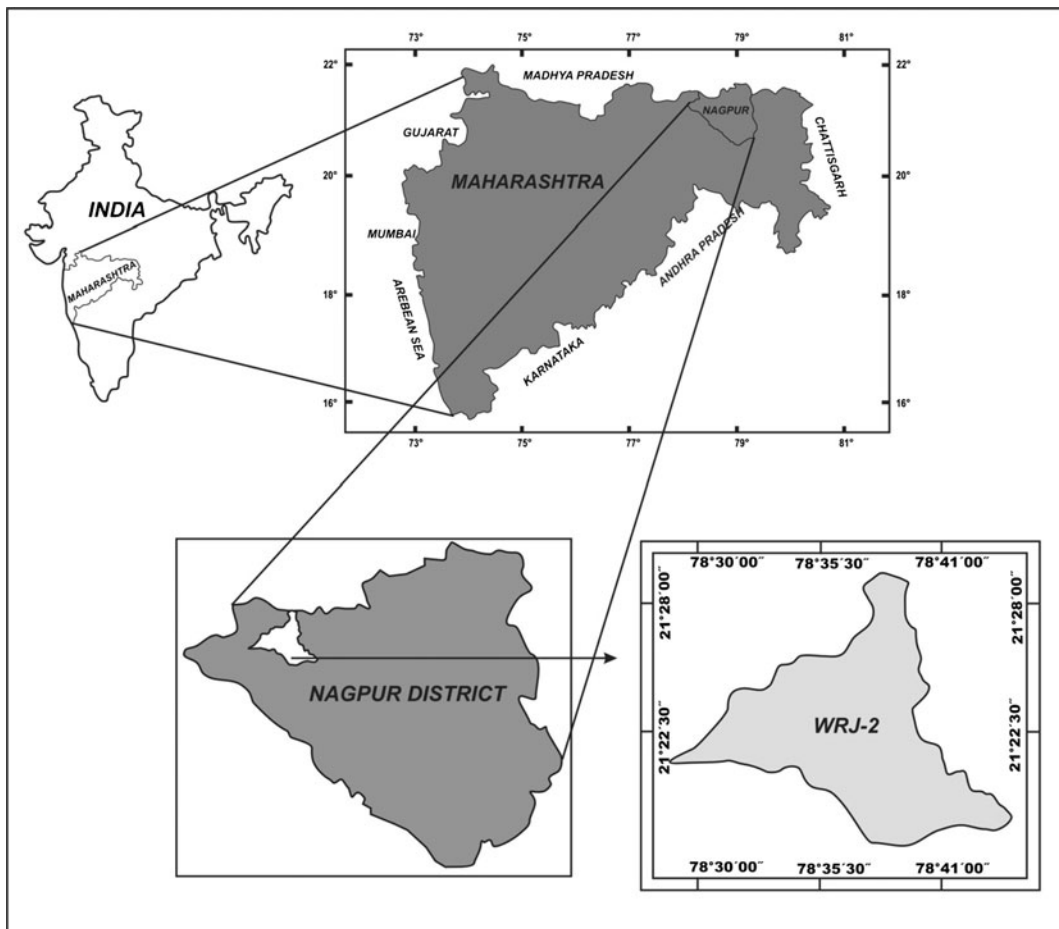 73°
75°
77°
79°
81°
22°
MADHYA PRADESH
22°
NAGPUR
GUJARAT
CHATTISGARH
20°
MAHARASHTRA
20°
INDIA
MUMBAI
ANDHRA PRADESH
MAHARASHTRA
AREBEAN SEA
18°
18°
KARNATAKA
16°
16°
73°
75°
77°
79°
81°
78°30´00˝
78°35´30˝
78°41´00˝
21°28´00˝
21°28´00˝
NAGPUR DISTRICT
WRJ-2
21°22´30˝
21°22´30˝
78°30´00˝
78°35´30˝
78°41´00˝